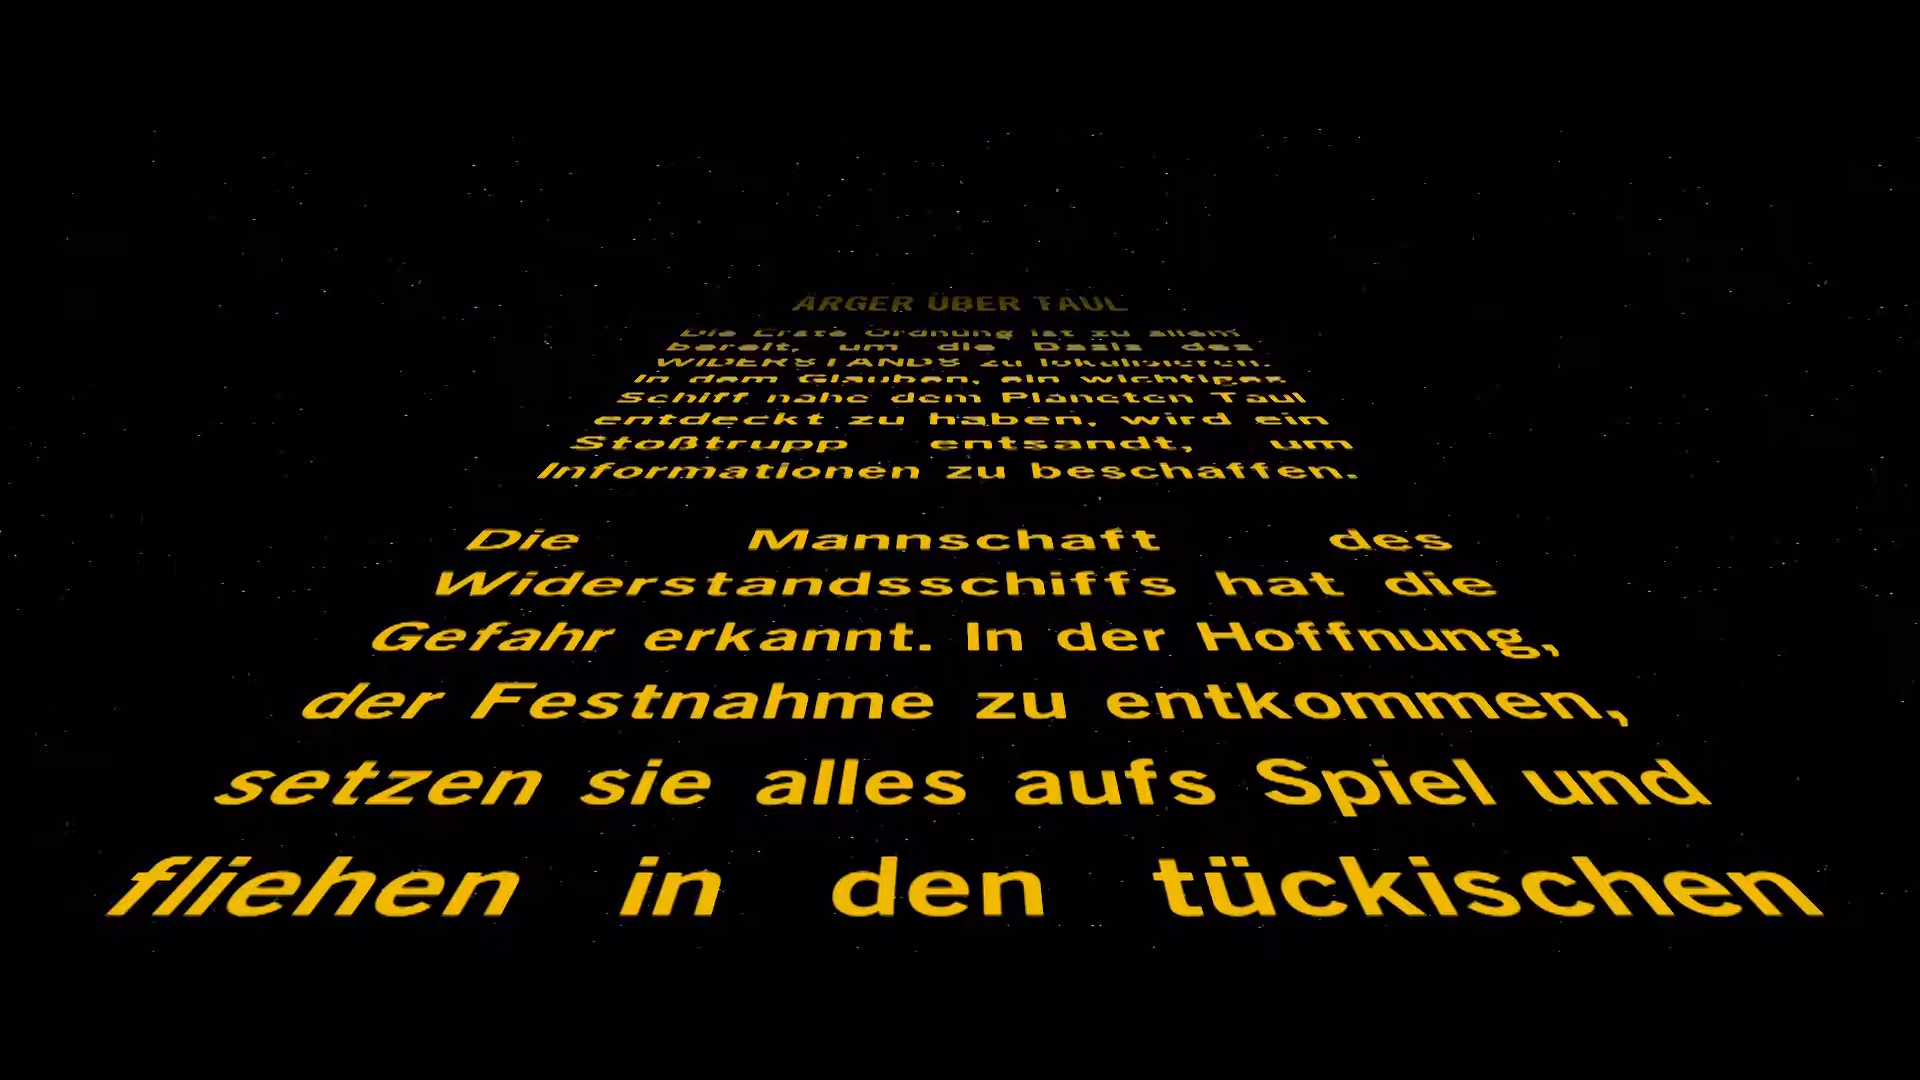 ÄRGER ÜBER TAUL
Die Erste Ordnung ist zu allem
bereit, um die Basis des
WIDERSTANDS zu lokalisieren.
In dem Glauben, ein wichtiges
Schiff nahe dem Planeten Taul
entdeckt zu haben, wird ein
Stoßtrupp entsandt, um
Informationen zu beschaffen.
Die Mannschaft des
Widerstandsschiffs hat die
Gefahr erkannt. In der Hoffnung,
der Festnahme zu entkommen,
setzen sie alles aufs Spiel und
fliehen in den tückischen